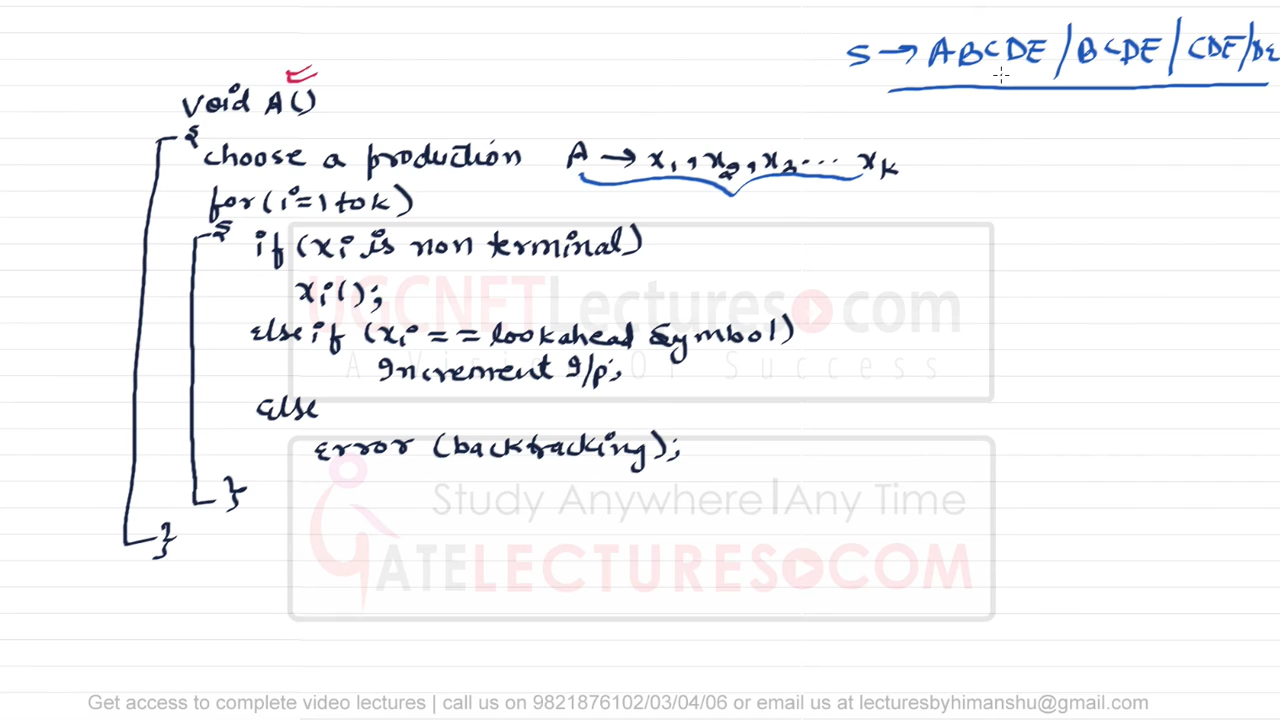 S → ABCDE / BCDE / CDE / DE
Void A()
{
choose a production A → x1, x2, x3 ... xk
for (i=1 to k)
{ if (xi is non terminal)
xi();
else if (xi == lookahead symbol)
Increment I/p;
else
error (backtracking);
}
}
UGCNETLectures.com
A Vision Of Success
Study Anywhere|Any Time
GATELECTURES.COM
Get access to complete video lectures | call us on 9821876102/03/04/06 or email us at lecturesbyhimanshu@gmail.com